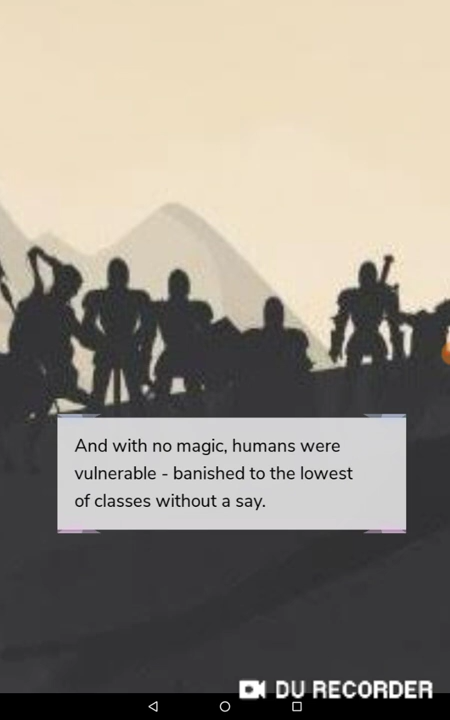 And with no magic, humans were
vulnerable - banished to the lowest
of classes without a say.
DU RECORDER